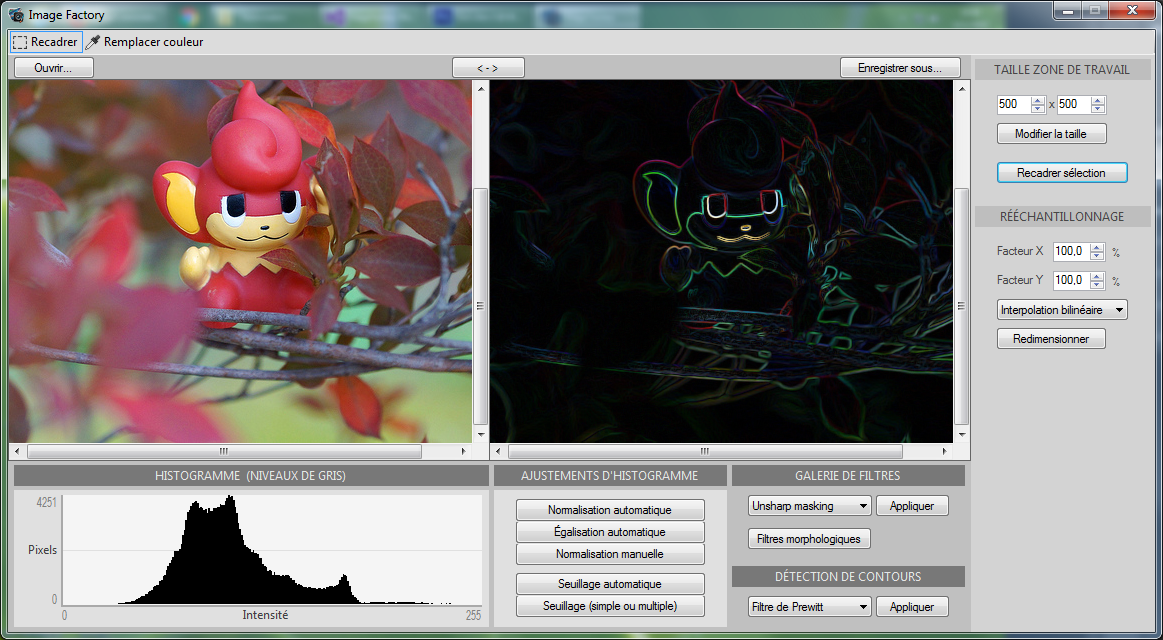 Image Factory
Recadrer Remplacer couleur
Ouvrir... < - > Enregistrer sous...
TAILLE ZONE DE TRAVAIL
500 x 500
Modifier la taille
Recadrer sélection
RÉÉCHANTILLONNAGE
Facteur X 100,0 %
Facteur Y 100,0 %
Interpolation bilinéaire
Redimensionner
HISTOGRAMME (NIVEAUX DE GRIS)
4251
Pixels
0
0 Intensité 255
AJUSTEMENTS D'HISTOGRAMME
Normalisation automatique
Égalisation automatique
Normalisation manuelle
Seuillage automatique
Seuillage (simple ou multiple)
GALERIE DE FILTRES
Unsharp masking Appliquer
Filtres morphologiques
DÉTECTION DE CONTOURS
Filtre de Prewitt Appliquer